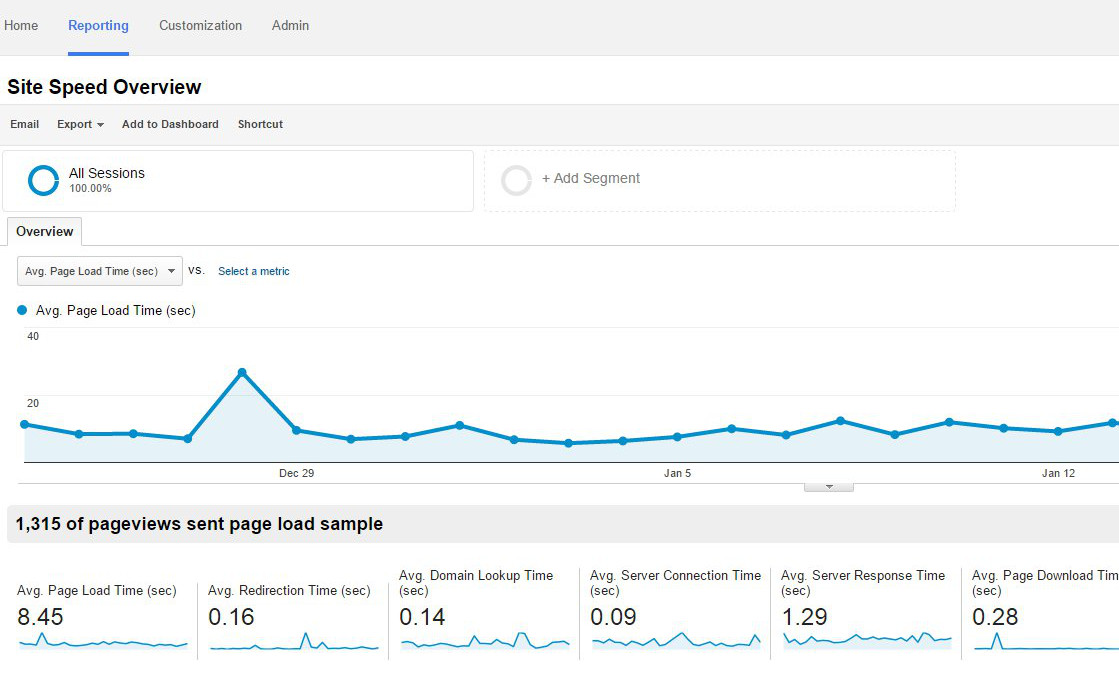 Home Reporting Customization Admin
Site Speed Overview
Email Export Add to Dashboard Shortcut
All Sessions
100.00%
+ Add Segment
Overview
Avg. Page Load Time (sec) VS. Select a metric
Avg. Page Load Time (sec)
40
20
Dec 29 Jan 5 Jan 12
1,315 of pageviews sent page load sample
Avg. Page Load Time (sec)
8.45
Avg. Redirection Time (sec)
0.16
Avg. Domain Lookup Time
(sec)
0.14
Avg. Server Connection Time
(sec)
0.09
Avg. Server Response Time
(sec)
1.29
Avg. Page Download Tim
(sec)
0.28